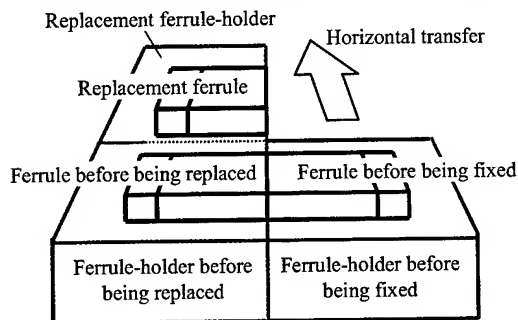 Replacement ferrule-holder
Horizontal transfer
Replacement ferrule
Ferrule before being replaced
Ferrule before being fixed
Ferrule-holder before
being replaced
Ferrule-holder before
being fixed